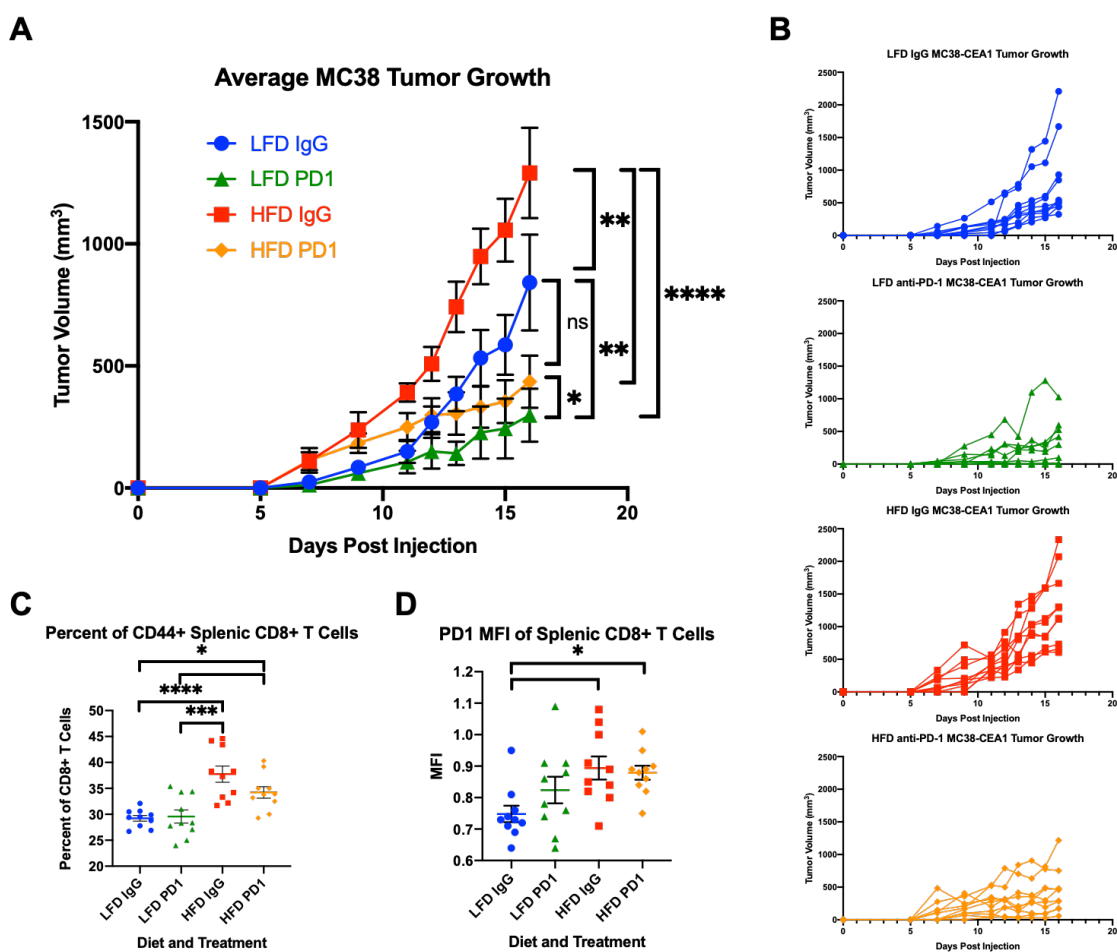 A
Average MC38 Tumor Growth
1500
1000
500
0
0
5
10
15
20
Tumor Volume (mm³)
Days Post Injection
LFD IgG
LFD PD1
HFD IgG
HFD PD1
**
ns
*
**
****
B
LFD IgG MC38-CEA1 Tumor Growth
2500
2000
1500
1000
500
0
0
5
10
15
20
Tumor Volume (mm³)
Days Post Injection
LFD anti-PD-1 MC38-CEA1 Tumor Growth
2500
2000
1500
1000
500
0
0
5
10
15
20
Tumor Volume (mm³)
Days Post Injection
HFD IgG MC38-CEA1 Tumor Growth
2500
2000
1500
1000
500
0
0
5
10
15
20
Tumor Volume (mm³)
Days Post Injection
HFD anti-PD-1 MC38-CEA1 Tumor Growth
2500
2000
1500
1000
500
0
0
5
10
15
20
Tumor Volume (mm³)
Days Post Injection
C
Percent of CD44+ Splenic CD8+ T Cells
*
****
***
50
45
40
35
30
25
20
Percent of CD8+ T Cells
LFD IgG
LFD PD1
HFD IgG
HFD PD1
Diet and Treatment
D
PD1 MFI of Splenic CD8+ T Cells
*
1.2
1.1
1.0
0.9
0.8
0.7
0.6
MFI
LFD IgG
LFD PD1
HFD IgG
HFD PD1
Diet and Treatment